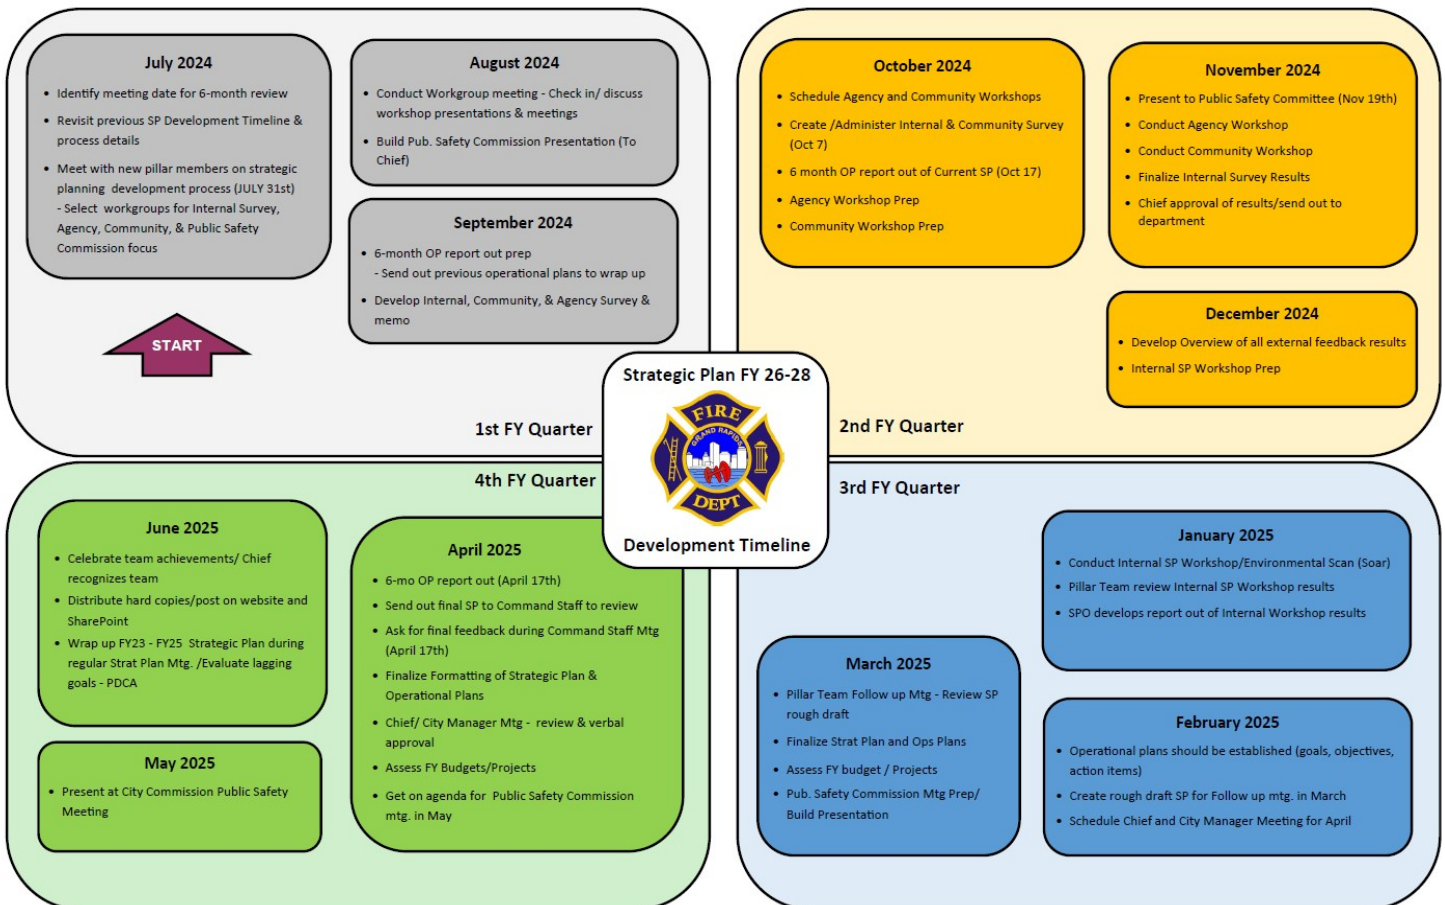 July 2024
• Identify meeting date for 6-month review
• Revisit previous SP Development Timeline &
process details
• Meet with new pillar members on strategic
planning development process (JULY 31st)
- Select workgroups for Internal Survey,
Agency, Community, & Public Safety
Commission focus
August 2024
• Conduct Workgroup meeting - Check in/ discuss
workshop presentations & meetings
• Build Pub. Safety Commission Presentation (To
Chief)
September 2024
• 6-month OP report out prep
- Send out previous operational plans to wrap up
• Develop Internal, Community, & Agency Survey &
memo
START
1st FY Quarter
October 2024
• Schedule Agency and Community Workshops
• Create /Administer Internal & Community Survey
(Oct 7)
• 6 month OP report out of Current SP (Oct 17)
• Agency Workshop Prep
• Community Workshop Prep
November 2024
• Present to Public Safety Committee (Nov 19th)
• Conduct Agency Workshop
• Conduct Community Workshop
• Finalize Internal Survey Results
• Chief approval of results/send out to
department
December 2024
• Develop Overview of all external feedback results
• Internal SP Workshop Prep
2nd FY Quarter
Strategic Plan FY 26-28
FIRE
GRAND RAPIDS
DEPT
Development Timeline
3rd FY Quarter
January 2025
• Conduct Internal SP Workshop/Environmental Scan (Soar)
• Pillar Team review Internal SP Workshop results
• SPO develops report out of Internal Workshop results
February 2025
• Operational plans should be established (goals, objectives,
action items)
• Create rough draft SP for Follow up mtg. in March
• Schedule Chief and City Manager Meeting for April
March 2025
• Pillar Team Follow up Mtg - Review SP
rough draft
• Finalize Strat Plan and Ops Plans
• Assess FY budget / Projects
• Pub. Safety Commission Mtg Prep/
Build Presentation
4th FY Quarter
April 2025
• 6-mo OP report out (April 17th)
• Send out final SP to Command Staff to review
• Ask for final feedback during Command Staff Mtg
(April 17th)
• Finalize Formatting of Strategic Plan &
Operational Plans
• Chief/ City Manager Mtg - review & verbal
approval
• Assess FY Budgets/Projects
• Get on agenda for Public Safety Commission
mtg. in May
May 2025
• Present at City Commission Public Safety
Meeting
June 2025
• Celebrate team achievements/ Chief
recognizes team
• Distribute hard copies/post on website and
SharePoint
• Wrap up FY23 - FY25 Strategic Plan during
regular Strat Plan Mtg. /Evaluate lagging
goals - PDCA